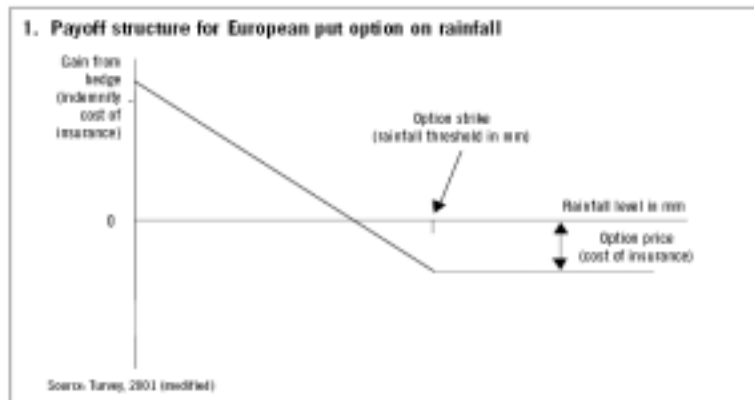 1. Payoff structure for European put option on rainfall
Gain from
hedge
(indemnity
cost of
insurance)
Option strike
(rainfall threshold in mm)
Rainfall level in mm
0
Option price
(cost of insurance)
Source: Turvey, 2001 (modified)